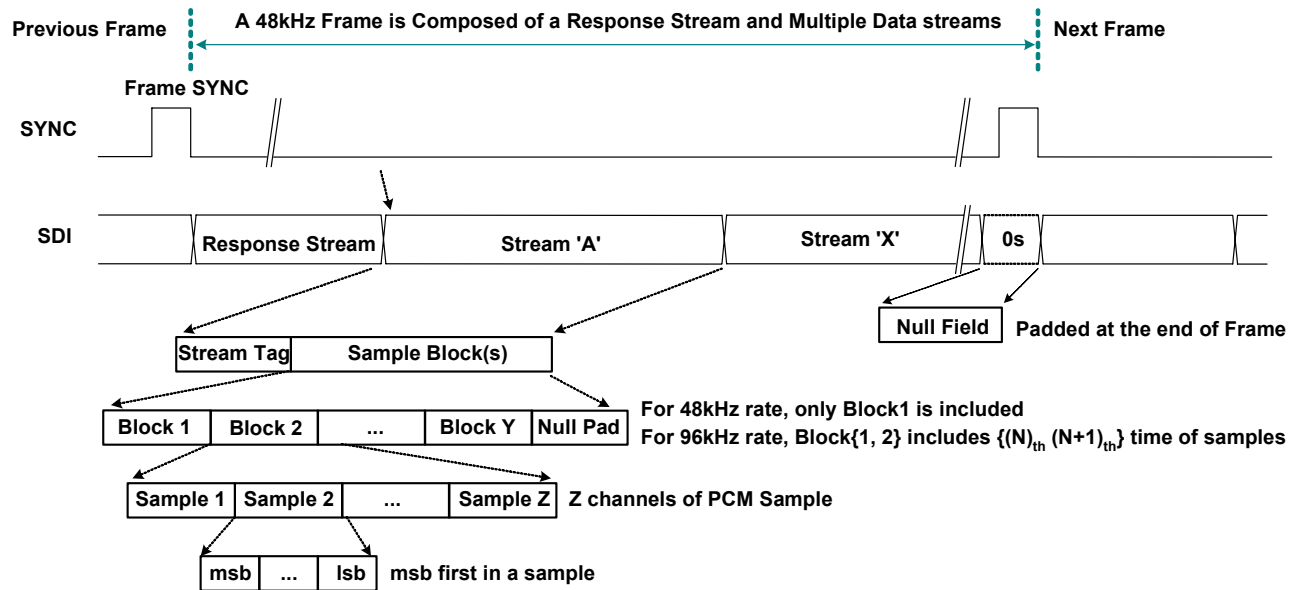 A 48kHz Frame is Composed of a Response Stream and Multiple Data streams
Previous Frame
Next Frame
Frame SYNC
SYNC
SDI
Response Stream
Stream 'A'
Stream 'X'
0s
Null Field
Padded at the end of Frame
Stream Tag
Sample Block(s)
Block 1
Block 2
...
Block Y
Null Pad
For 48kHz rate, only Block1 is included
For 96kHz rate, Block{1, 2} includes {(N)th (N+1)th} time of samples
Sample 1
Sample 2
...
Sample Z
Z channels of PCM Sample
msb
...
lsb
msb first in a sample